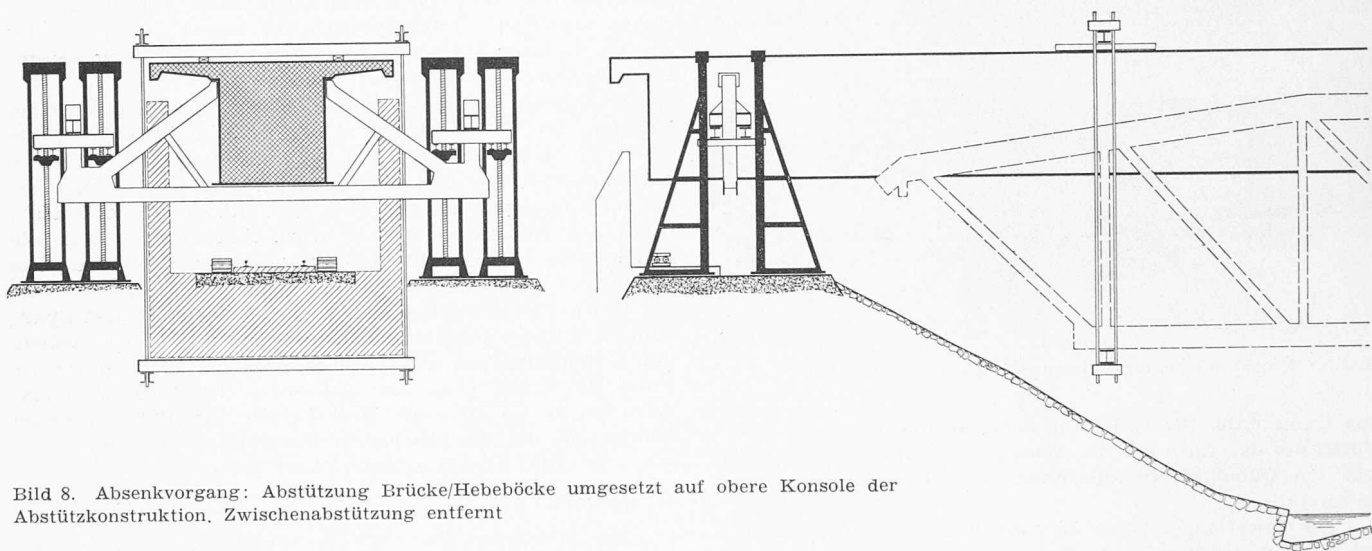 Bild 8. Absenkvorgang: Abstützung Brücke/Hebeböcke umgesetzt auf obere Konsole der
Abstützkonstruktion. Zwischenabstützung entfernt